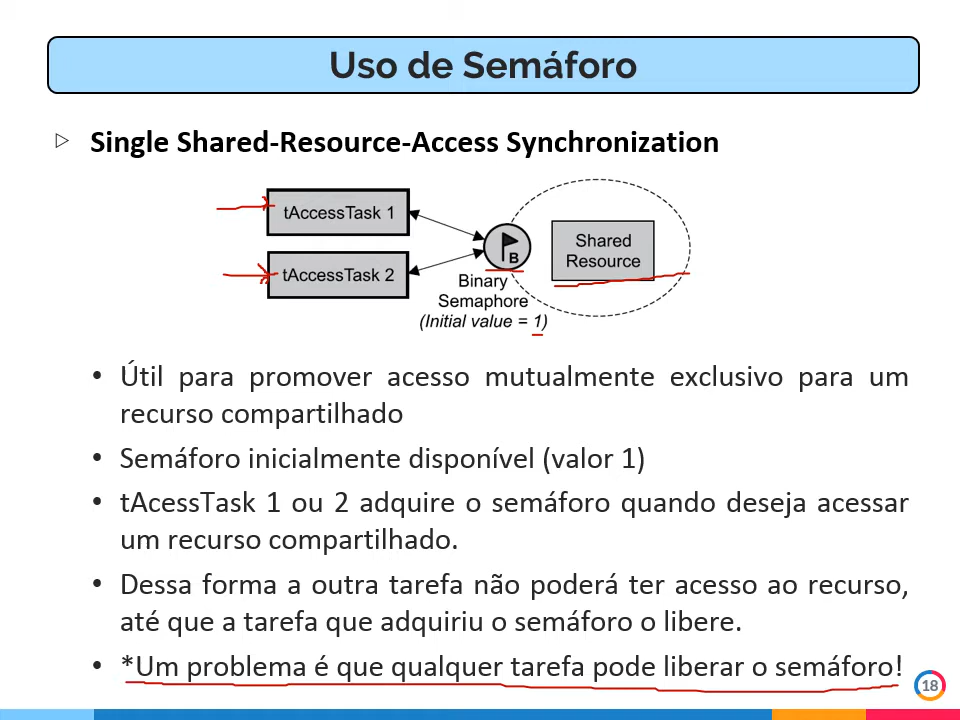 Uso de Semáforo
▷ Single Shared-Resource-Access Synchronization
tAccessTask 1
tAccessTask 2
B
Binary
Semaphore
(Initial value = 1)
Shared
Resource
• Útil para promover acesso mutualmente exclusivo para um
recurso compartilhado
• Semáforo inicialmente disponível (valor 1)
• tAcessTask 1 ou 2 adquire o semáforo quando deseja acessar
um recurso compartilhado.
• Dessa forma a outra tarefa não poderá ter acesso ao recurso,
até que a tarefa que adquiriu o semáforo o libere.
• *Um problema é que qualquer tarefa pode liberar o semáforo!
18